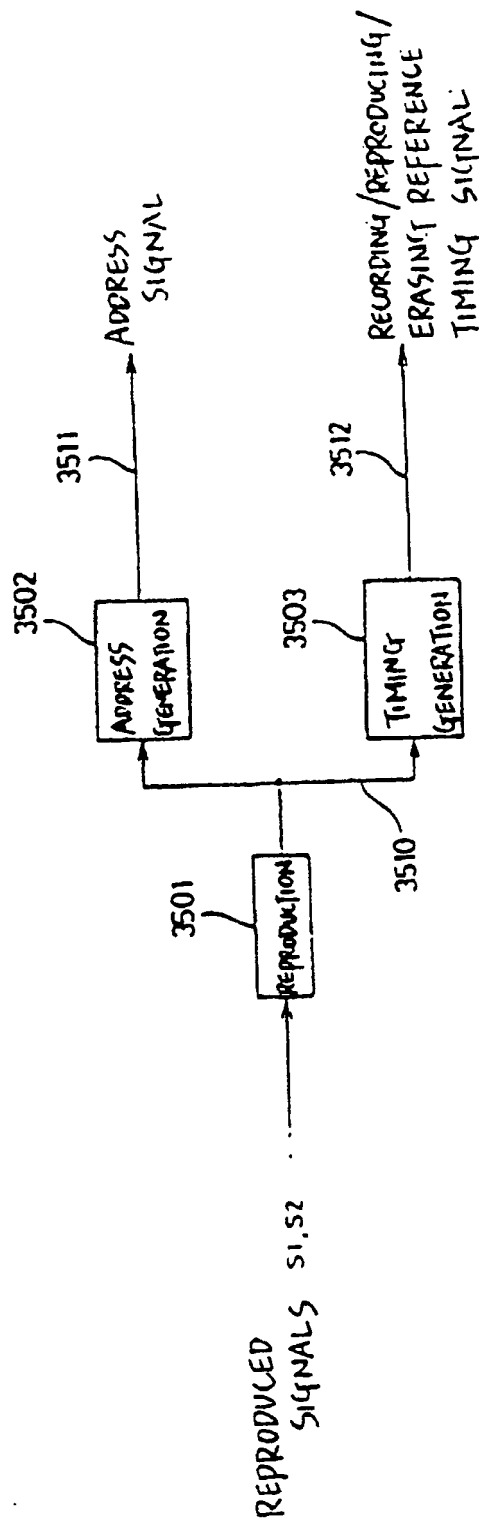 REPRODUCED
SIGNALS S1, S2
3501
REPRODUCTION
3510
3502
ADDRESS
GENERATION
3511
ADDRESS
SIGNAL
3503
TIMING
GENERATION
3512
RECORDING/REPRODUCING/
ERASING REFERENCE
TIMING SIGNAL